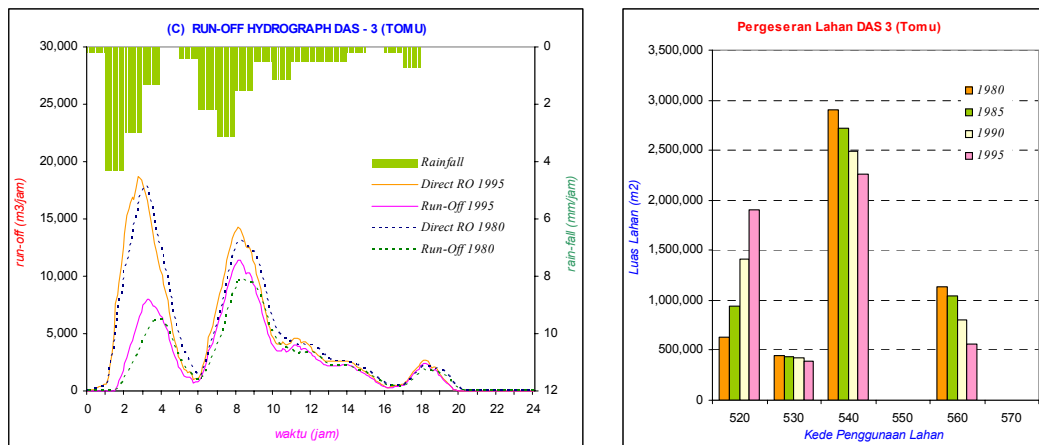 (C) RUN-OFF HYDROGRAPH DAS - 3 (TOMU)
30,000
25,000
20,000
15,000
10,000
5,000
0
run-off (m3/jam)
0
2
4
6
8
10
12
rain-fall (mm/jam)
Rainfall
Direct RO 1995
Run-Off 1995
Direct RO 1980
Run-Off 1980
0 2 4 6 8 10 12 14 16 18 20 22 24
waktu (jam)
Pergeseran Lahan DAS 3 (Tomu)
3,500,000
3,000,000
2,500,000
2,000,000
1,500,000
1,000,000
500,000
0
Luas Lahan (m2)
1980
1985
1990
1995
520 530 540 550 560 570
Kede Penggunaan Lahan